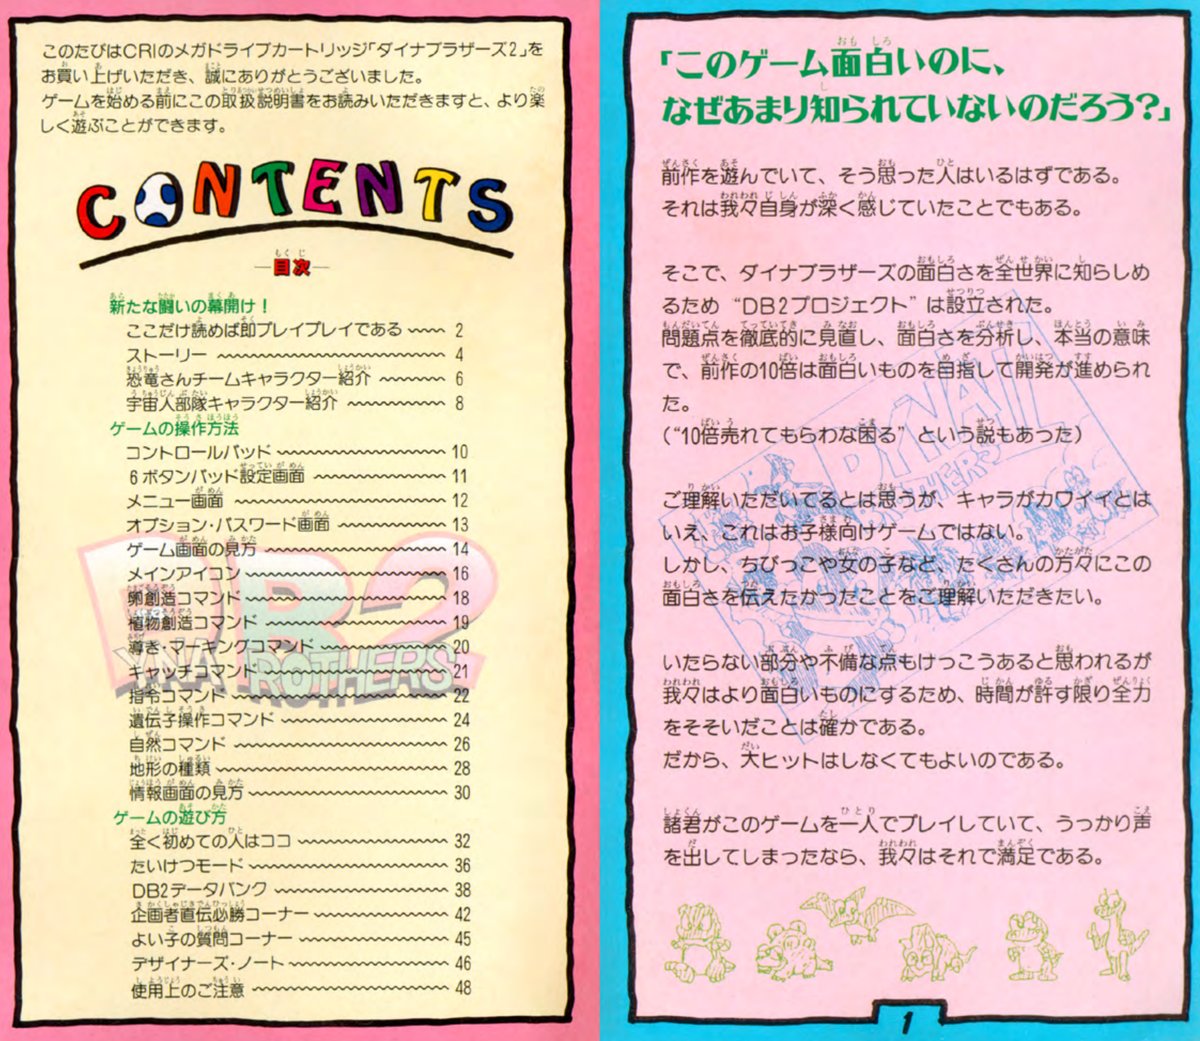 このたびはCRIのメガドライブカートリッジ「ダイナブラザーズ2」を
お買い上げいただき、誠にありがとうございました。
ゲームを始める前にこの取扱説明書をお読みいただきますと、より楽
しく遊ぶことができます。
CONTENTS
目次
新たな闘いの幕開け!
ここだけ読めば即プレイプレイである 2
ストーリー 4
恐竜さんチームキャラクター紹介 6
宇宙人部隊キャラクター紹介 8
ゲームの操作方法
コントロールパッド 10
6ボタンパッド設定画面 11
メニュー画面 12
オプション・パスワード画面 13
ゲーム画面の見方 14
メインアイコン 16
卵創造コマンド 18
植物創造コマンド 19
導き・マーキングコマンド 20
キャッチコマンド 21
指令コマンド 22
遺伝子操作コマンド 24
自然コマンド 26
地形の種類 28
情報画面の見方 30
ゲームの遊び方
全く初めての人はココ 32
たいけつモード 36
DB2データバンク 38
企画者直伝必勝コーナー 42
よい子の質問コーナー 45
デザイナーズ・ノート 46
使用上のご注意 48
「このゲーム面白いのに、
なぜあまり知られていないのだろう?」
前作を遊んでいて、そう思った人はいるはずである。
それは我々自身が深く感じていたことでもある。
そこで、ダイナブラザーズの面白さを全世界に知らしめ
るため“DB2プロジェクト”は設立された。
問題点を徹底的に見直し、面白さを分析し、本当の意味
で、前作の10倍は面白いものを目指して開発が進められ
た。
(“10倍売れてもらわな困る”という説もあった)
ご理解いただいてるとは思うが、キャラがカワイイとは
いえ、これはお子様向けゲームではない。
しかし、ちびっこや女の子など、たくさんの方々にこの
面白さを伝えたかったことをご理解いただきたい。
いたらない部分や不備な点もけっこうあると思われるが
我々はより面白いものにするため、時間が許す限り全力
をそそいだことは確かである。
だから、大ヒットはしなくてもよいのである。
諸君がこのゲームを一人でプレイしていて、うっかり声
を出してしまったなら、我々はそれで満足である。
1